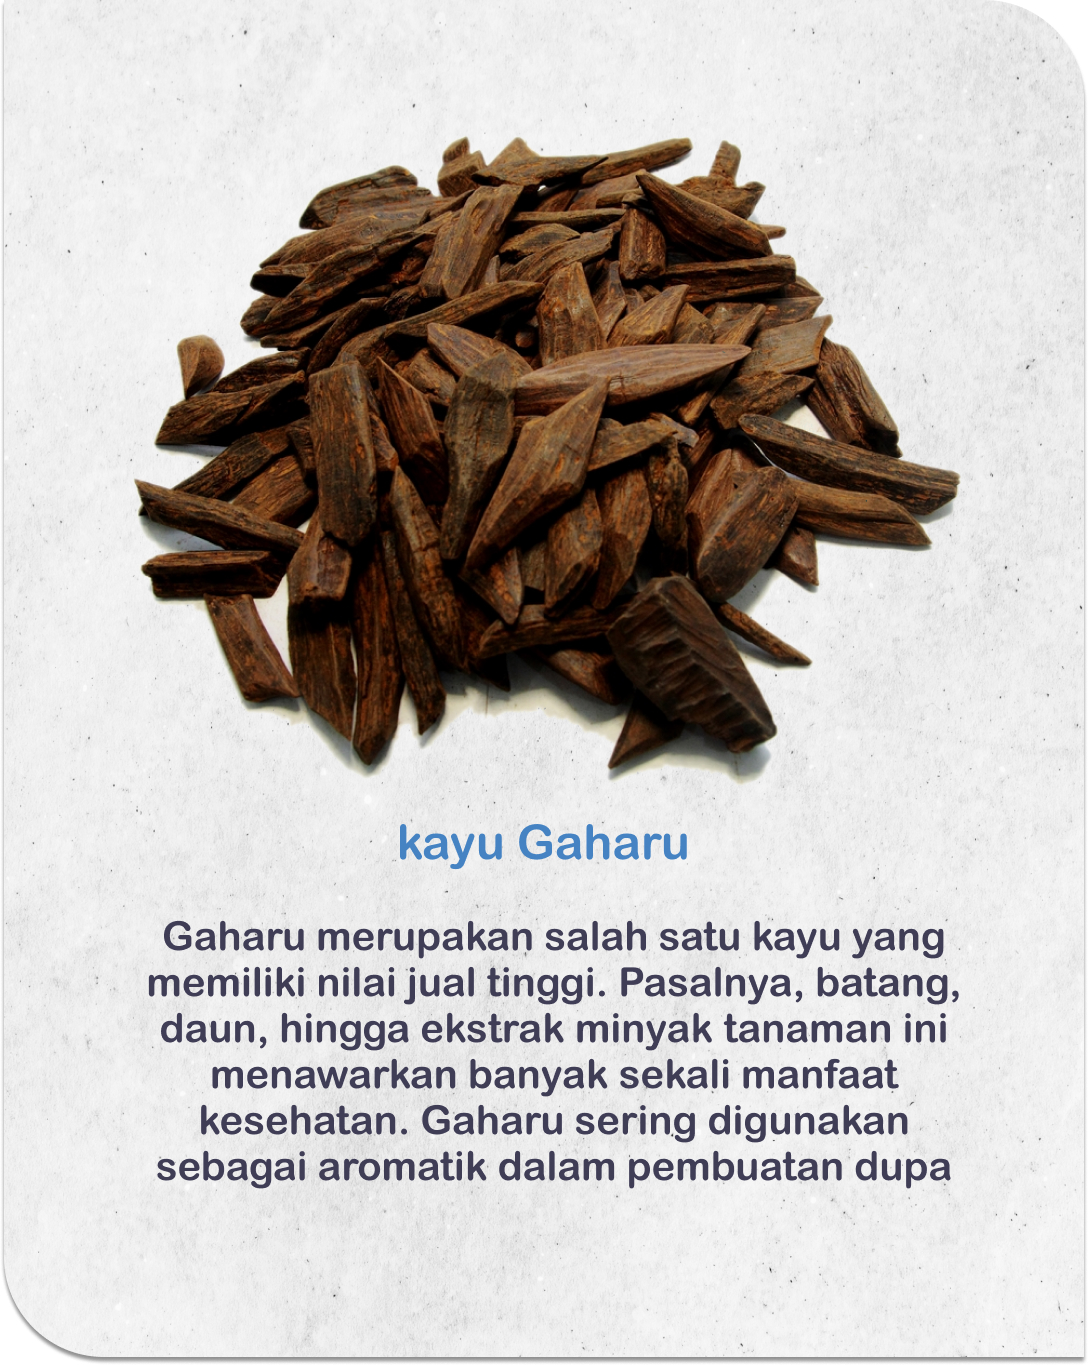 kayu Gaharu
Gaharu merupakan salah satu kayu yang
memiliki nilai jual tinggi. Pasalnya, batang,
daun, hingga ekstrak minyak tanaman ini
menawarkan banyak sekali manfaat
kesehatan. Gaharu sering digunakan
sebagai aromatik dalam pembuatan dupa